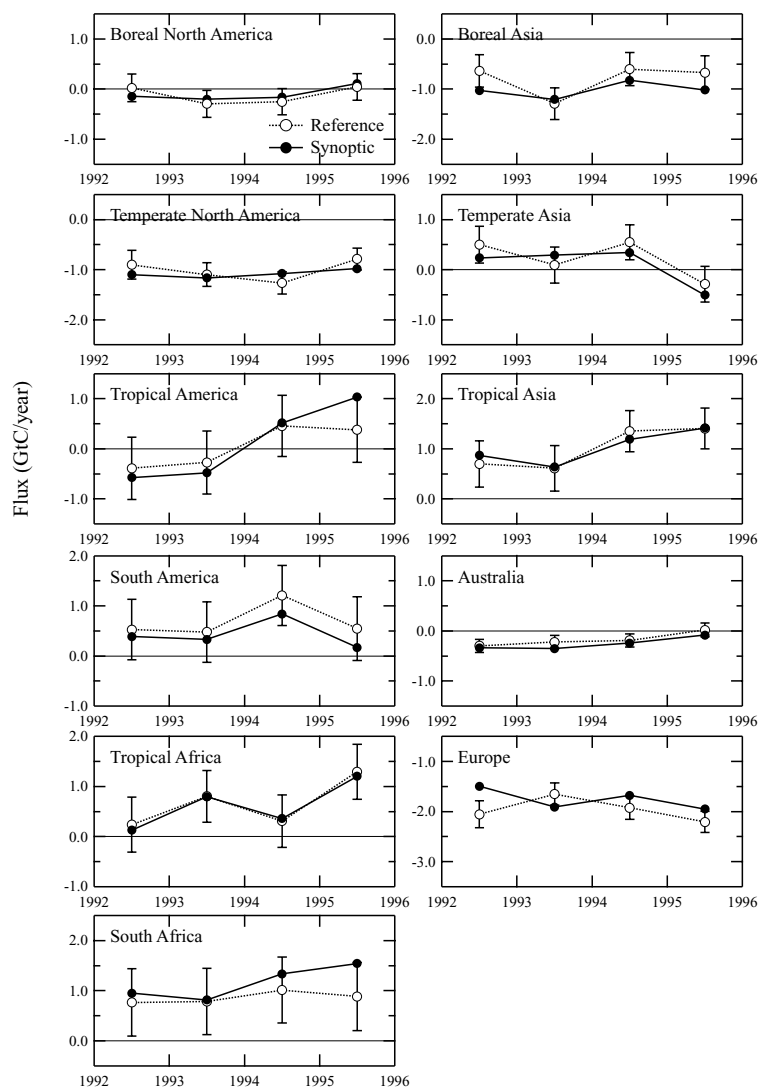 Flux (GtC/year)
Boreal North America
1.0
0.0
-1.0
Reference
Synoptic
1992 1993 1994 1995 1996
Boreal Asia
0.0
-1.0
-2.0
1992 1993 1994 1995 1996
Temperate North America
0.0
-1.0
-2.0
1992 1993 1994 1995 1996
Temperate Asia
1.0
0.0
-1.0
1992 1993 1994 1995 1996
Tropical America
1.0
0.0
-1.0
1992 1993 1994 1995 1996
Tropical Asia
2.0
1.0
0.0
1992 1993 1994 1995 1996
South America
2.0
1.0
0.0
-1.0
1992 1993 1994 1995 1996
Australia
1.0
0.0
-1.0
1992 1993 1994 1995 1996
Tropical Africa
2.0
1.0
0.0
-1.0
1992 1993 1994 1995 1996
Europe
-1.0
-2.0
-3.0
1992 1993 1994 1995 1996
South Africa
2.0
1.0
0.0
1992 1993 1994 1995 1996